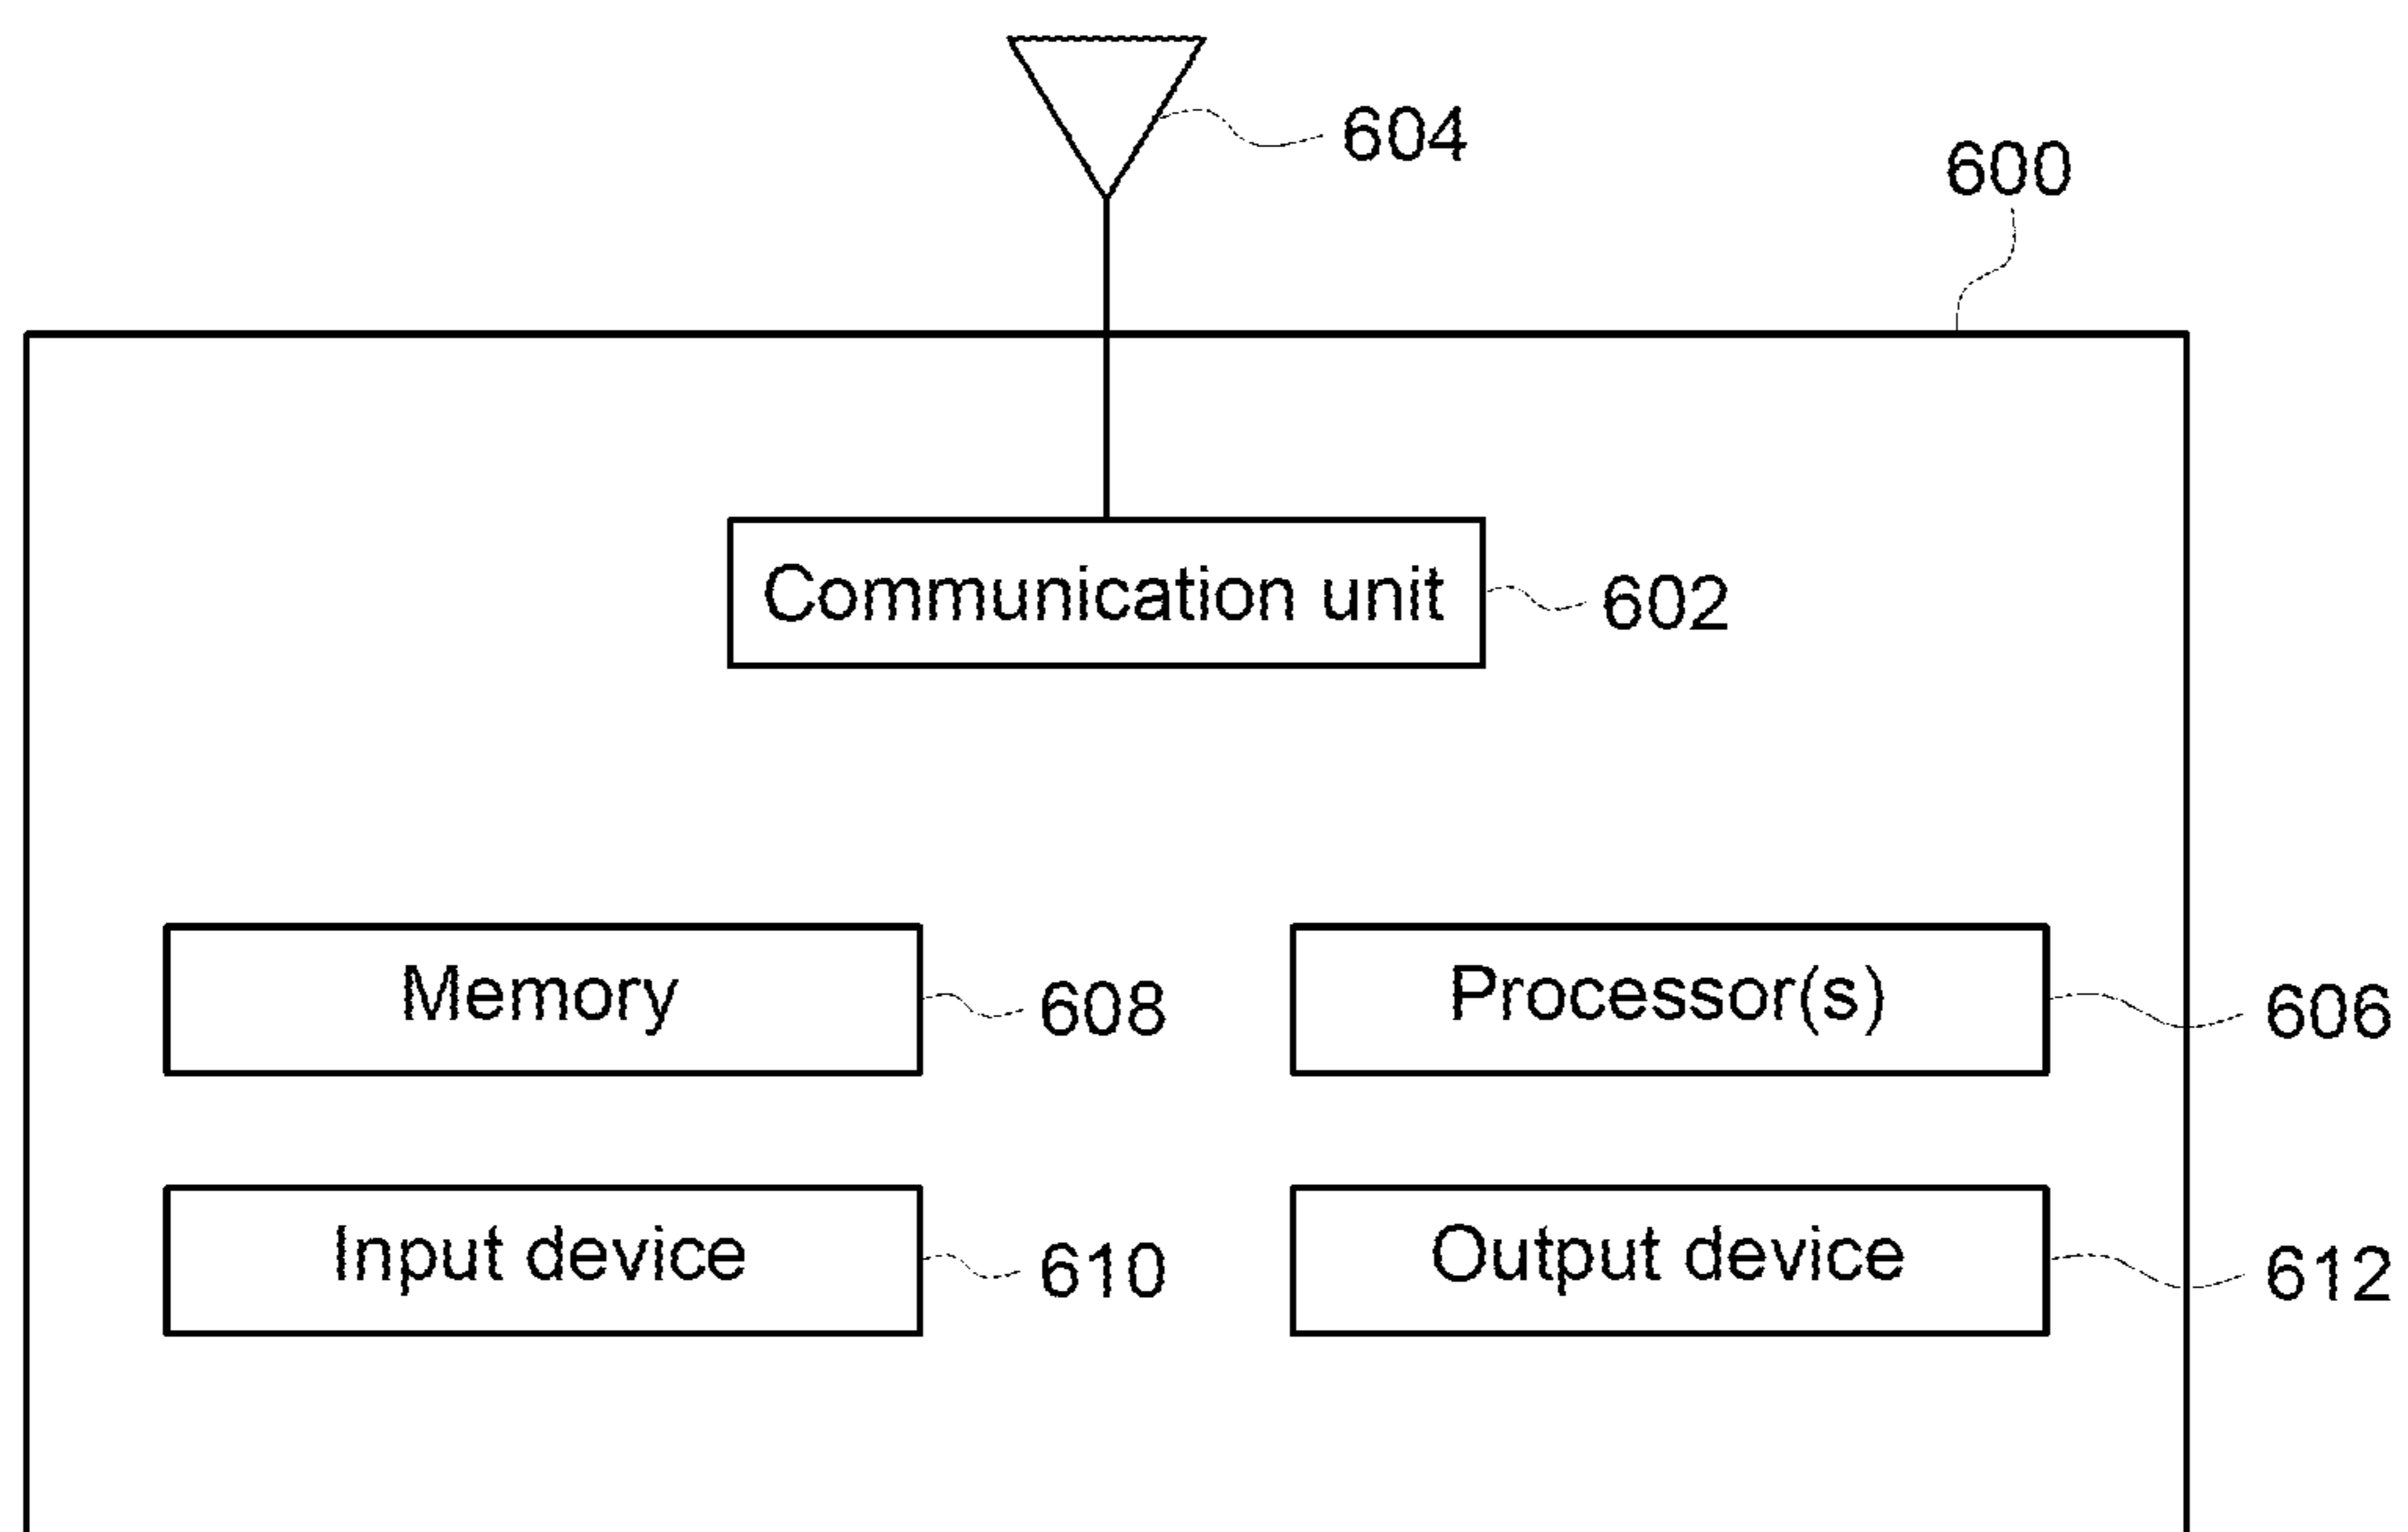 604
600
Communication unit 602
Memory 608 Processor(s) 606
Input device 610 Output device 612